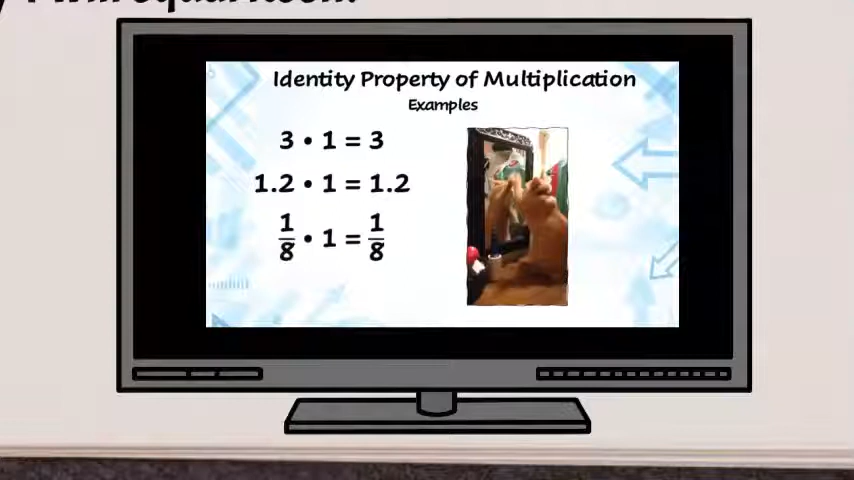 Identity Property of Multiplication
Examples
3 • 1 = 3
1.2 • 1 = 1.2
1/8 • 1 = 1/8